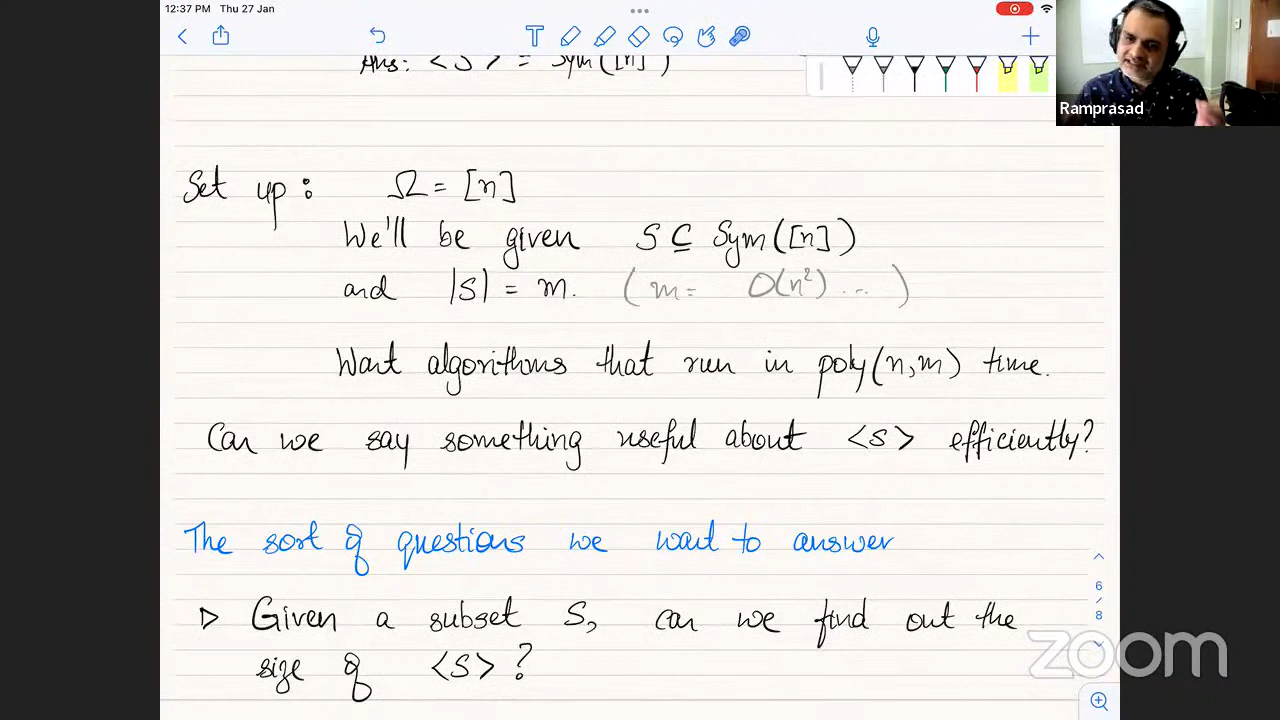 12:37 PM Thu 27 Jan
Ans: <S> = Sym([n])
Ramprasad
Set up: Ω = [n]
We'll be given S ⊆ Sym([n])
and |S| = m. (m = O(n²) ...)
Want algorithms that run in poly(n,m) time.
Can we say something useful about <S> efficiently?
The sort of questions we want to answer
▷ Given a subset S, can we find out the
size of <S> ?
6
/
8
zoom